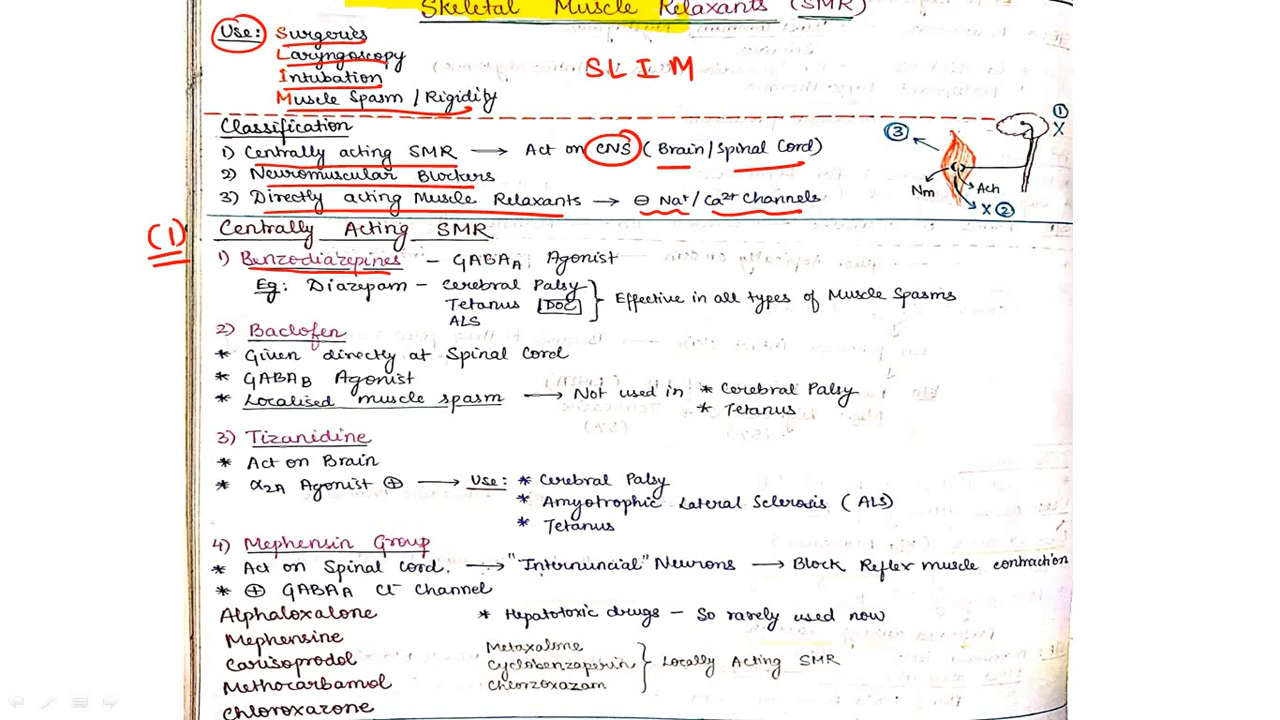 Skeletal Muscle Relaxants (SMR)
Use: Surgeries
Laryngoscopy
Intubation
Muscle Spasm / Rigidity
SLIM
Classification
1) Centrally acting SMR → Act on CNS (Brain/Spinal Cord)
2) Neuromuscular Blockers
3) Directly acting Muscle Relaxants → ⊖ Na+/Ca2+ Channels
① X
③
Nm
Ach
X ②
(1)
Centrally Acting SMR
1) Benzodiazepines - GABAA Agonist
Eg: Diazepam - Cerebral Palsy
Tetanus DOC } Effective in all types of Muscle Spasms
ALS
2) Baclofen
* Given directly at Spinal Cord
* GABAB Agonist
* Localised muscle spasm → Not used in * Cerebral Palsy
* Tetanus
3) Tizanidine
* Act on Brain
* α2A Agonist ⊕ → Use: * Cerebral Palsy
* Amyotrophic Lateral Sclerosis (ALS)
* Tetanus
4) Mephensin Group
* Act on Spinal Cord. → "Internuncial" Neurons → Block Reflex muscle contraction
* ⊕ GABAA Cl- Channel
Alphaloxalone * Hepatotoxic drugs - So rarely used now
Mephensine
Carisoprodol
Methocarbamol
Chloroxazone
Metaxalone
Cyclobenzaperin } Locally Acting SMR
Chlorzoxazam